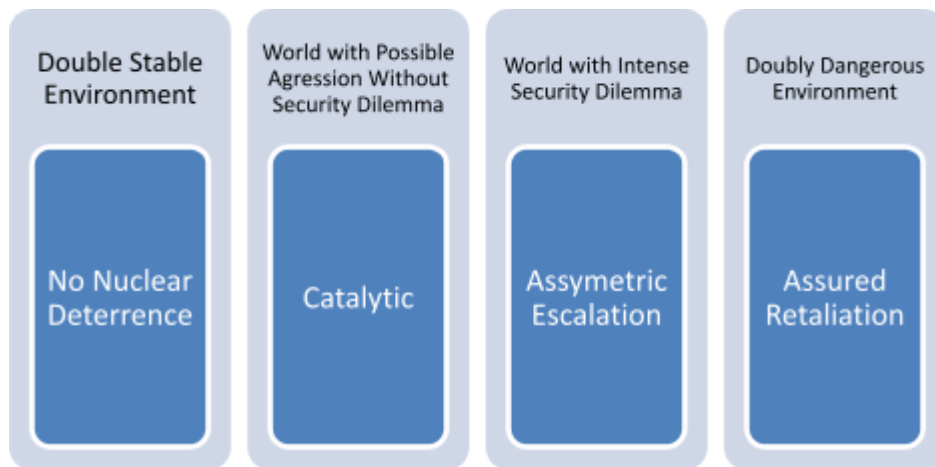 Double Stable
Environment
No Nuclear
Deterrence
World with Possible
Agression Without
Security Dilemma
Catalytic
World with Intense
Security Dilemma
Assymetric
Escalation
Doubly Dangerous
Environment
Assured
Retaliation